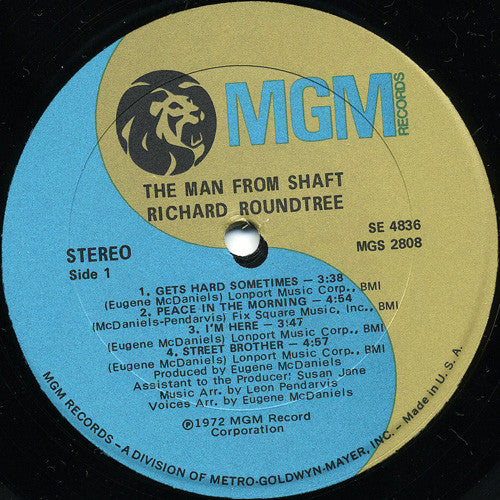 MGM
RECORDS
THE MAN FROM SHAFT
RICHARD ROUNDTREE
SE 4836
MGS 2808
STEREO
Side 1
1. GETS HARD SOMETIMES — 3:38
(Eugene McDaniels) Lonport Music Corp., BMI
2. PEACE IN THE MORNING — 4:54
(McDaniels-Pendarvis) Fix Square Music, Inc., BMI
3. I'M HERE — 3:47
(Eugene McDaniels) Lonport Music Corp., BMI
4. STREET BROTHER — 4:57
(Eugene McDaniels) Lonport Music Corp., BMI
Produced by Eugene McDaniels
Assistant to the Producer: Susan Jane
Music Arr. by Leon Pendarvis
Voices Arr. by Eugene McDaniels
℗1972 MGM Record
Corporation
MGM RECORDS – A DIVISION OF METRO-GOLDWYN-MAYER, INC. – Made in U.S.A.